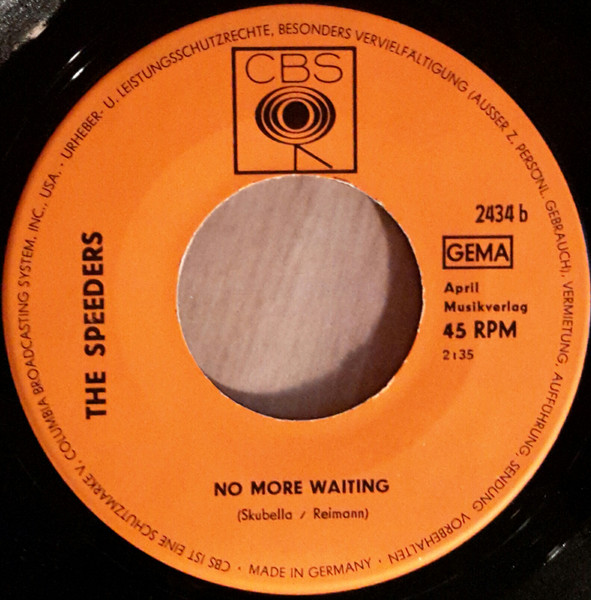 CBS
2434 b
GEMA
April
Musikverlag
45 RPM
2:35
THE SPEEDERS
NO MORE WAITING
(Skubella / Reimann)
CBS IST EINE SCHUTZMARKE V. COLUMBIA BROADCASTING SYSTEM, INC., USA. · URHEBER- U. LEISTUNGSSCHUTZRECHTE, BESONDERS VERVIELFÄLTIGUNG (AUSSER Z. PERSÖNL. GEBRAUCH), VERMIETUNG, AUFFÜHRUNG, SENDUNG VORBEHALTEN · MADE IN GERMANY ·